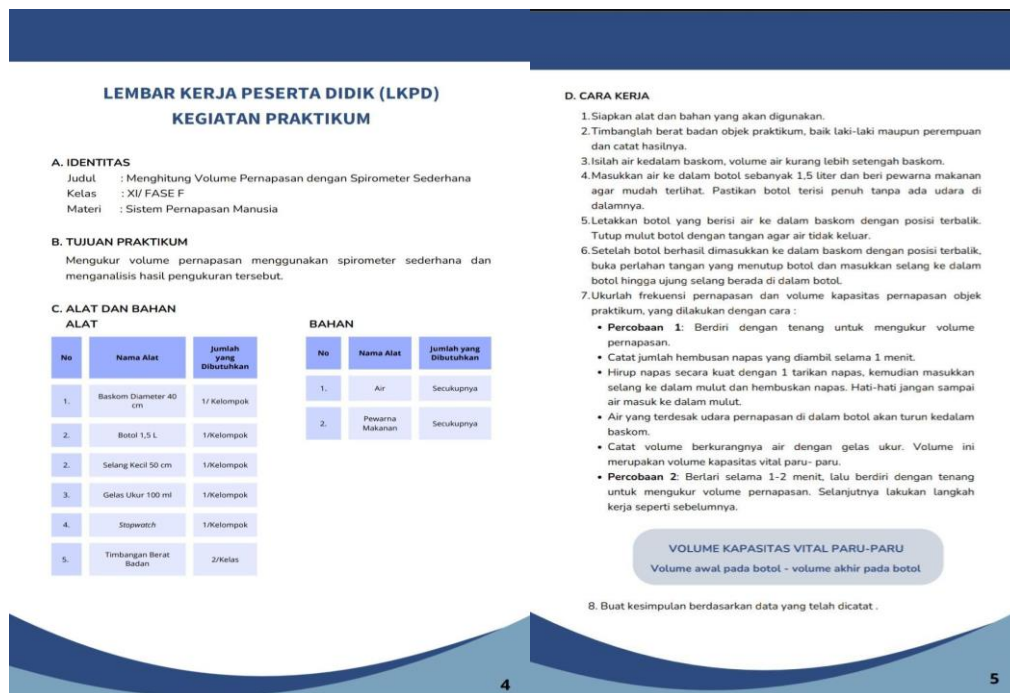 LEMBAR KERJA PESERTA DIDIK (LKPD)
KEGIATAN PRAKTIKUM
A. IDENTITAS
Judul : Menghitung Volume Pernapasan dengan Spirometer Sederhana
Kelas : XI/ FASE F
Materi : Sistem Pernapasan Manusia
B. TUJUAN PRAKTIKUM
Mengukur volume pernapasan menggunakan spirometer sederhana dan
menganalisis hasil pengukuran tersebut.
C. ALAT DAN BAHAN
ALAT
No Nama Alat Jumlah
yang
Dibutuhkan
1. Baskom Diameter 40
cm 1/ Kelompok
2. Botol 1,5 L 1/Kelompok
2. Selang Kecil 50 cm 1/Kelompok
3. Gelas Ukur 100 ml 1/Kelompok
4. Stopwatch 1/Kelompok
5. Timbangan Berat
Badan 2/Kelas
BAHAN
No Nama Alat Jumlah yang
Dibutuhkan
1. Air Secukupnya
2. Pewarna
Makanan Secukupnya
4
D. CARA KERJA
1. Siapkan alat dan bahan yang akan digunakan.
2. Timbanglah berat badan objek praktikum, baik laki-laki maupun perempuan
dan catat hasilnya.
3. Isilah air kedalam baskom, volume air kurang lebih setengah baskom.
4. Masukkan air ke dalam botol sebanyak 1,5 liter dan beri pewarna makanan
agar mudah terlihat. Pastikan botol terisi penuh tanpa ada udara di
dalamnya.
5. Letakkan botol yang berisi air ke dalam baskom dengan posisi terbalik.
Tutup mulut botol dengan tangan agar air tidak keluar.
6. Setelah botol berhasil dimasukkan ke dalam baskom dengan posisi terbalik,
buka perlahan tangan yang menutup botol dan masukkan selang ke dalam
botol hingga ujung selang berada di dalam botol.
7. Ukurlah frekuensi pernapasan dan volume kapasitas pernapasan objek
praktikum, yang dilakukan dengan cara :
• Percobaan 1: Berdiri dengan tenang untuk mengukur volume
pernapasan.
• Catat jumlah hembusan napas yang diambil selama 1 menit.
• Hirup napas secara kuat dengan 1 tarikan napas, kemudian masukkan
selang ke dalam mulut dan hembuskan napas. Hati-hati jangan sampai
air masuk ke dalam mulut.
• Air yang terdesak udara pernapasan di dalam botol akan turun kedalam
baskom.
• Catat volume berkurangnya air dengan gelas ukur. Volume ini
merupakan volume kapasitas vital paru- paru.
• Percobaan 2: Berlari selama 1-2 menit, lalu berdiri dengan tenang
untuk mengukur volume pernapasan. Selanjutnya lakukan langkah
kerja seperti sebelumnya.
VOLUME KAPASITAS VITAL PARU-PARU
Volume awal pada botol - volume akhir pada botol
8. Buat kesimpulan berdasarkan data yang telah dicatat .
5